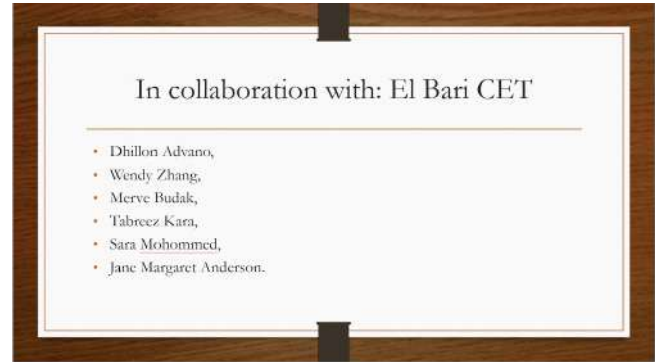 In collaboration with: El Bari CET
• Dhillon Advano,
• Wendy Zhang,
• Merve Budak,
• Tabreez Kara,
• Sara Mohommed,
• Jane Margaret Anderson.